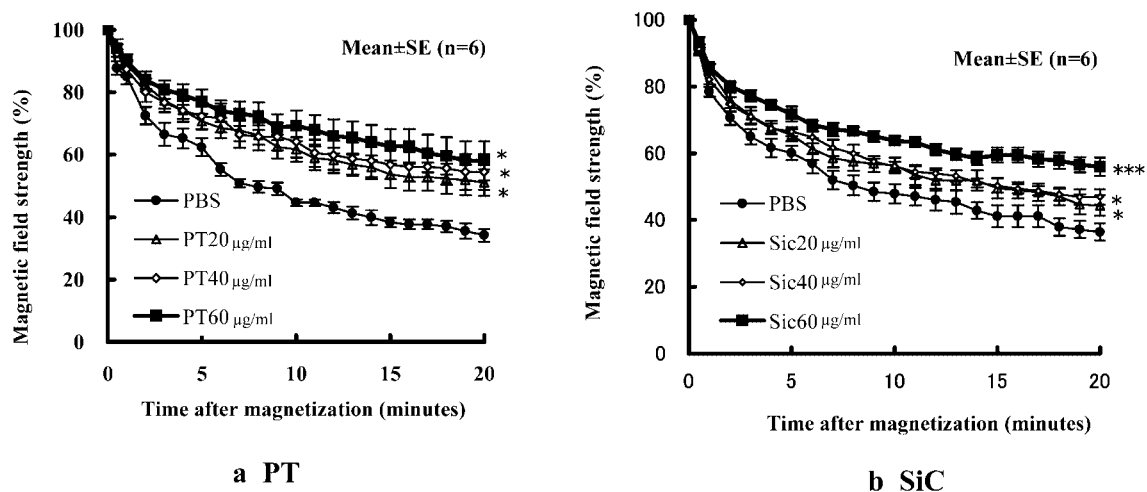 Mean±SE (n=6)
Magnetic field strength (%)
100
80
60
40
20
0
PBS
PT20 µg/ml
PT40 µg/ml
PT60 µg/ml
*
*
*
0 5 10 15 20
Time after magnetization (minutes)
a PT
Mean±SE (n=6)
Magnetic field strength (%)
100
80
60
40
20
0
PBS
Sic20 µg/ml
Sic40 µg/ml
Sic60 µg/ml
***
*
*
0 5 10 15 20
Time after magnetization (minutes)
b SiC